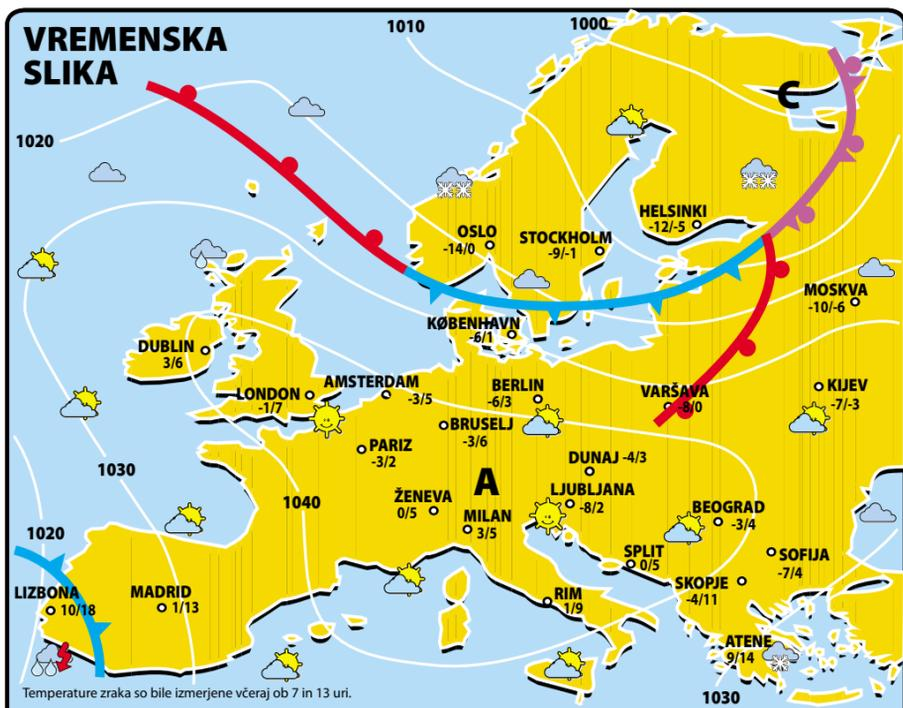 VREMENSKA
SLIKA
1010
1000
C
1020
HELSINKI
-12/-5
OSLO
-14/0
STOCKHOLM
-9/-1
MOSKVA
-10/-6
KØBENHAVN
-6/1
DUBLIN
3/6
LONDON
-1/7
AMSTERDAM
-3/5
BERLIN
-6/3
VARŠAVA
-8/0
KIJEV
-7/-3
BRUSELJ
-3/6
PARIZ
-3/2
DUNAJ -4/3
1030
1040
A
ŽENEVA
0/5
LJUBLJANA
-8/2
MILAN
3/5
BEOGRAD
-3/4
1020
SPLIT
0/5
SOFIJA
-7/4
SKOPJE
-4/11
LIZBONA
10/18
MADRID
1/13
RIM
1/9
ATENE
9/14
Temperature zraka so bile izmerjene včeraj ob 7 in 13 uri.
1030